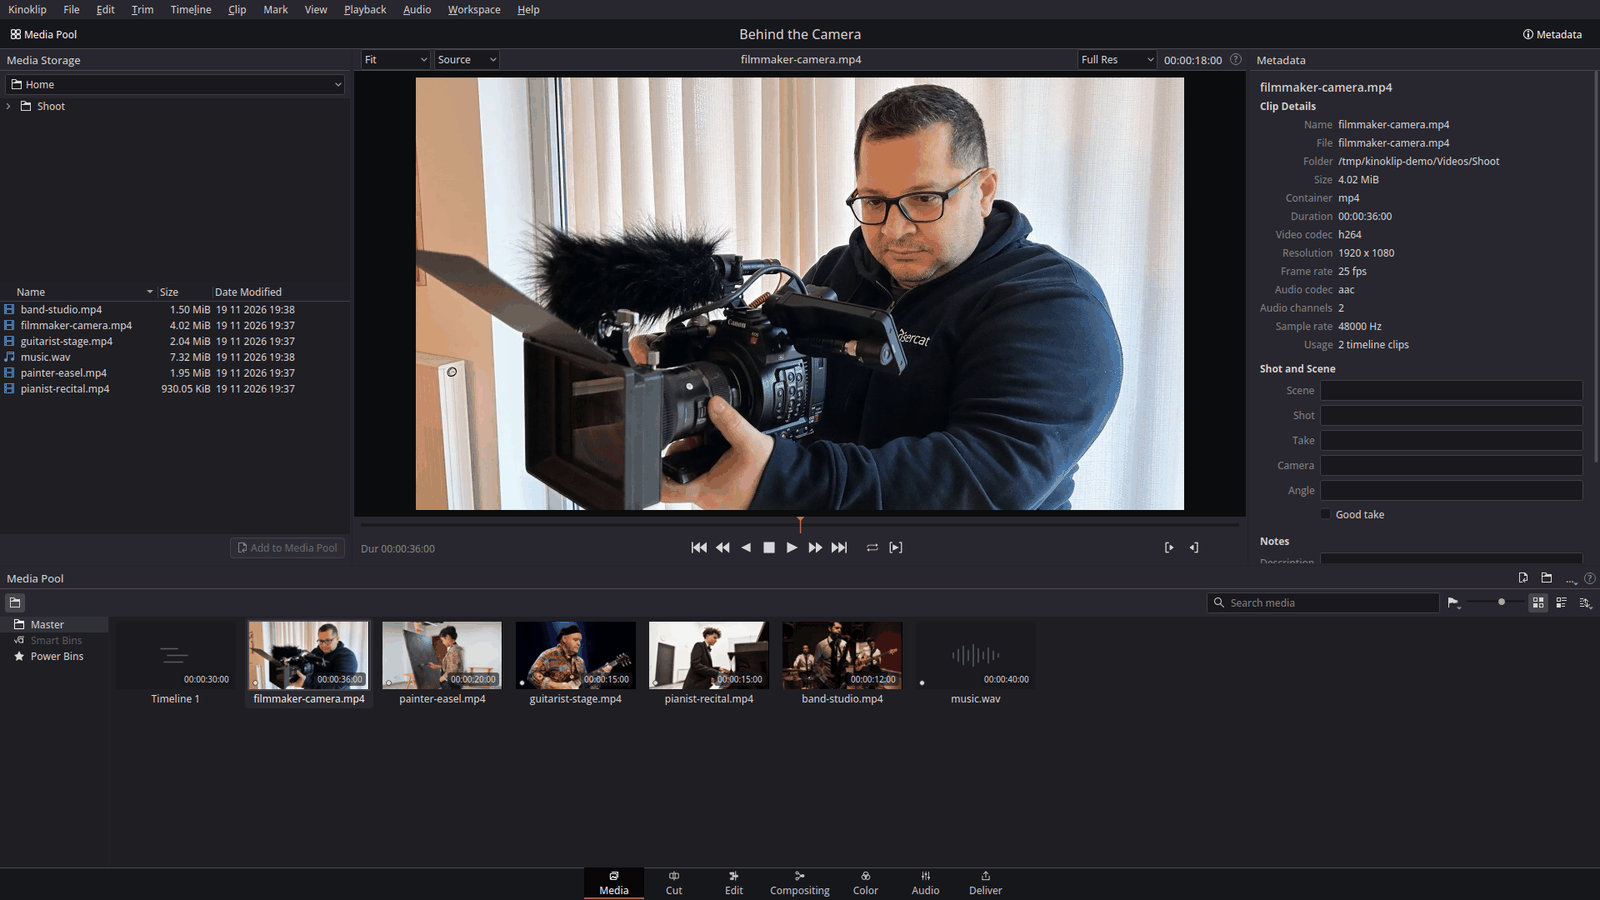 Kinoklip File Edit Trim Timeline Clip Mark View Playback Audio Workspace Help
Media Pool Behind the Camera Metadata
Media Storage
Home
Shoot
Name Size Date Modified
band-studio.mp4 1.50 MiB 19 11 2026 19:38
filmmaker-camera.mp4 4.02 MiB 19 11 2026 19:37
guitarist-stage.mp4 2.04 MiB 19 11 2026 19:37
music.wav 7.32 MiB 19 11 2026 19:38
painter-easel.mp4 1.95 MiB 19 11 2026 19:37
pianist-recital.mp4 930.05 KiB 19 11 2026 19:37
Add to Media Pool
Fit Source filmmaker-camera.mp4 Full Res 00:00:18:00
Canon
Dur 00:00:36:00
Metadata
filmmaker-camera.mp4
Clip Details
Name filmmaker-camera.mp4
File filmmaker-camera.mp4
Folder /tmp/kinoklip-demo/Videos/Shoot
Size 4.02 MiB
Container mp4
Duration 00:00:36:00
Video codec h264
Resolution 1920 x 1080
Frame rate 25 fps
Audio codec aac
Audio channels 2
Sample rate 48000 Hz
Usage 2 timeline clips
Shot and Scene
Scene
Shot
Take
Camera
Angle
Good take
Notes
Description
Media Pool
Search media
Master
Smart Bins
Power Bins
00:00:30:00 00:00:36:00 00:00:20:00 00:00:15:00 00:00:15:00 00:00:12:00 00:00:40:00
Timeline 1 filmmaker-camera.mp4 painter-easel.mp4 guitarist-stage.mp4 pianist-recital.mp4 band-studio.mp4 music.wav
Media Cut Edit Compositing Color Audio Deliver